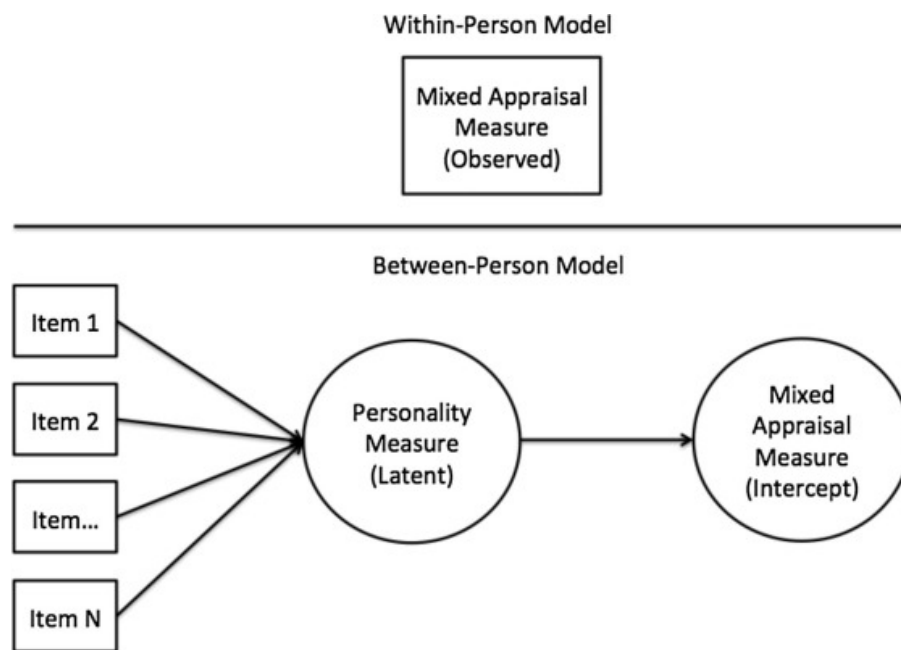 Within-Person Model
Mixed Appraisal
Measure
(Observed)
Between-Person Model
Item 1
Item 2
Item...
Item N
Personality
Measure
(Latent)
Mixed
Appraisal
Measure
(Intercept)